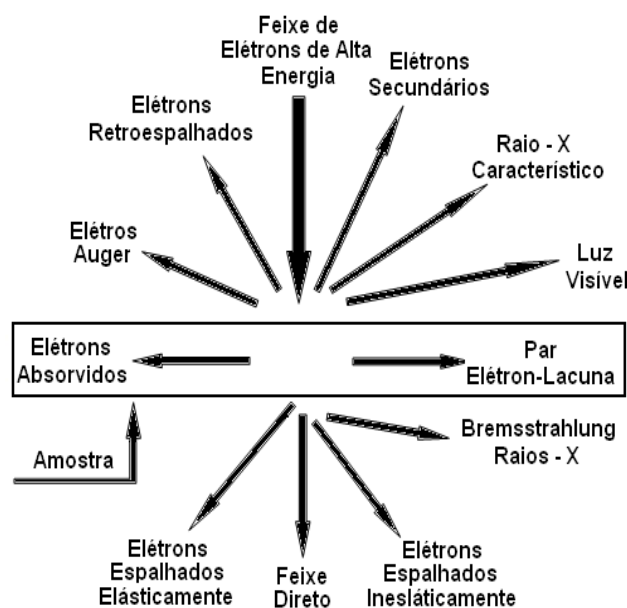 Feixe de
Elétrons de Alta
Energia
Elétrons
Secundários
Elétrons
Retroespalhados
Raio - X
Característico
Elétros
Auger
Luz
Visível
Elétrons
Absorvidos
Par
Elétron-Lacuna
Amostra
Bremsstrahlung
Raios - X
Elétrons
Espalhados
Elásticamente
Feixe
Direto
Elétrons
Espalhados
Inesláticamente